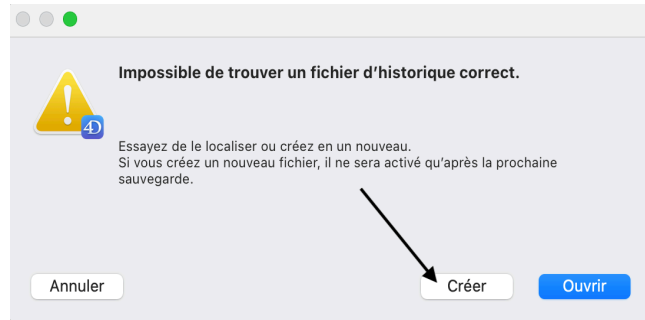 Impossible de trouver un fichier d'historique correct.
4D
Essayez de le localiser ou créez en un nouveau.
Si vous créez un nouveau fichier, il ne sera activé qu'après la prochaine
sauvegarde.
Annuler
Créer
Ouvrir